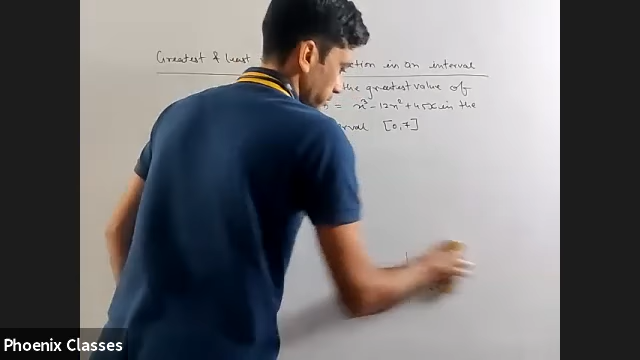 Greatest & least ction in an interval
the greatest value of
= x³ - 12x² + 45x in the
rval [0,7]
Phoenix Classes